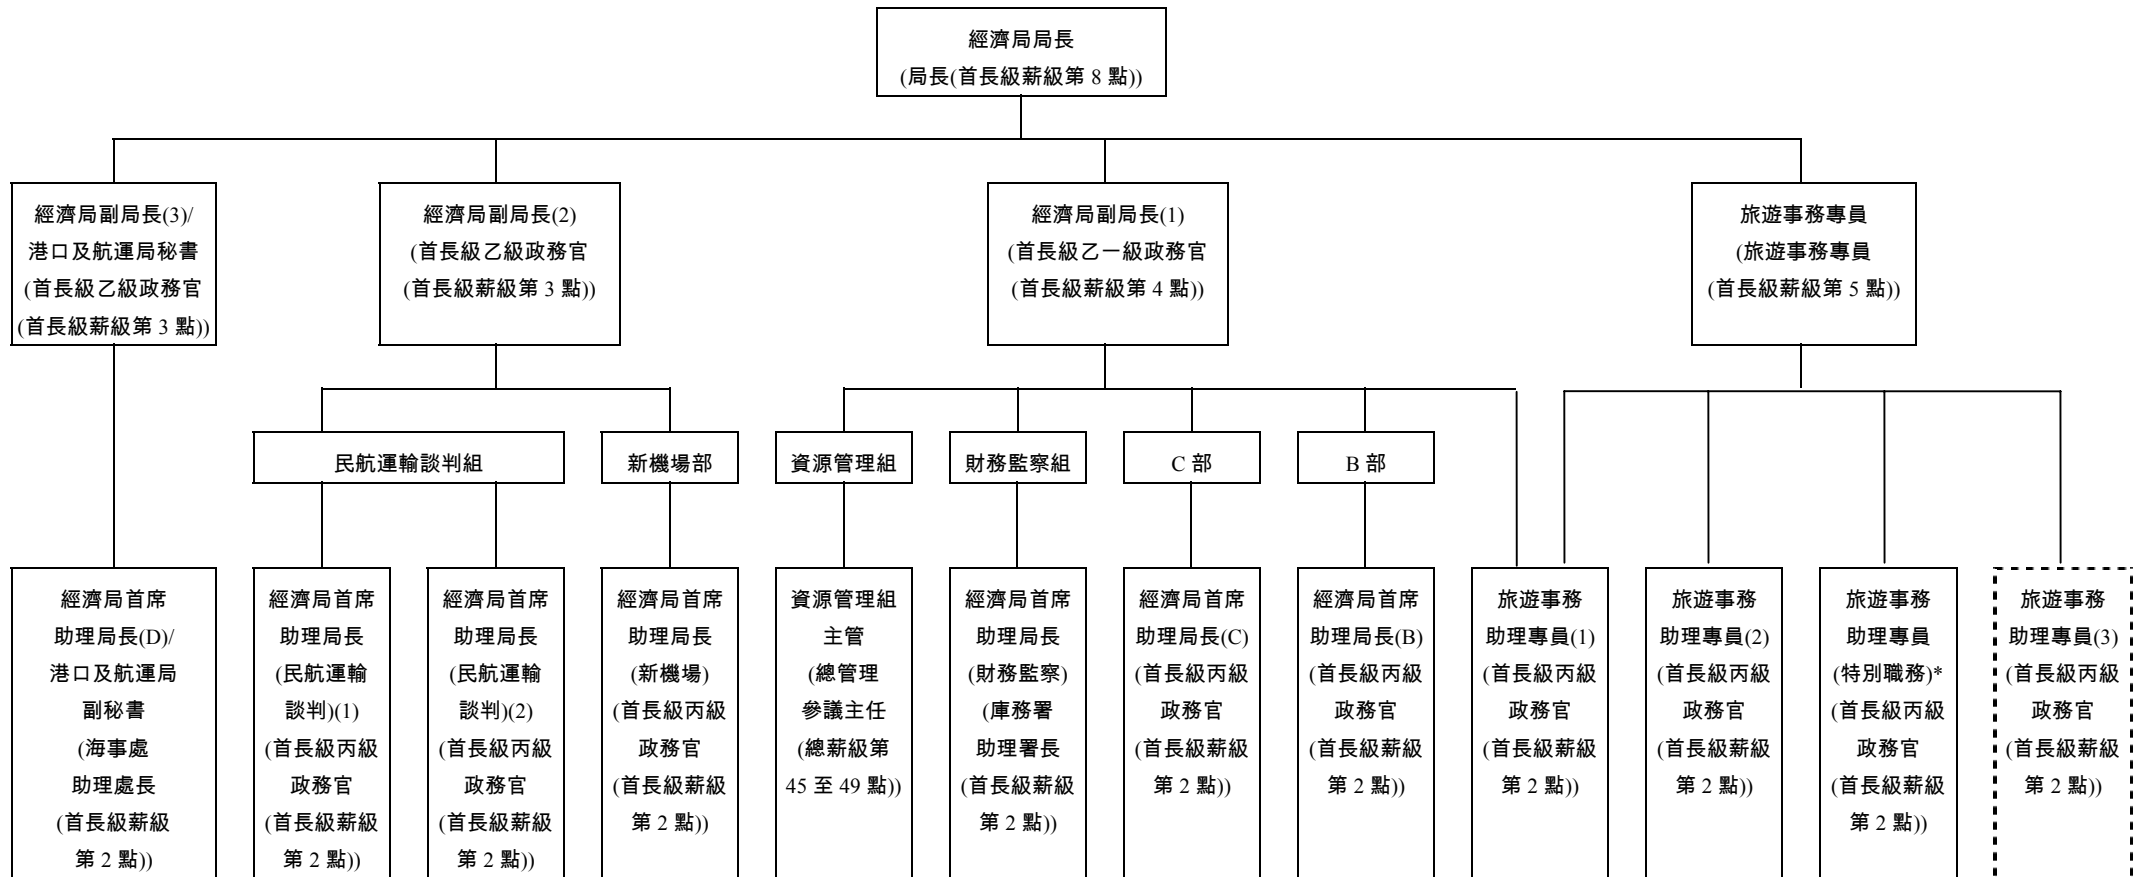 經濟局局長
(局長(首長級薪級第 8 點))
經濟局副局長(3)/
港口及航運局秘書
(首長級乙級政務官
(首長級薪級第 3 點))
經濟局副局長(2)
(首長級乙級政務官
(首長級薪級第 3 點))
經濟局副局長(1)
(首長級乙一級政務官
(首長級薪級第 4 點))
旅遊事務專員
(旅遊事務專員
(首長級薪級第 5 點))
民航運輸談判組
新機場部
資源管理組
財務監察組
C 部
B 部
經濟局首席
助理局長(D)/
港口及航運局
副秘書
(海事處
助理處長
(首長級薪級
第 2 點))
經濟局首席
助理局長
(民航運輸
談判)(1)
(首長級丙級
政務官
(首長級薪級
第 2 點))
經濟局首席
助理局長
(民航運輸
談判)(2)
(首長級丙級
政務官
(首長級薪級
第 2 點))
經濟局首席
助理局長
(新機場)
(首長級丙級
政務官
(首長級薪級
第 2 點))
資源管理組
主管
(總管理
參議主任
(總薪級第
45 至 49 點))
經濟局首席
助理局長
(財務監察)
(庫務署
助理署長
(首長級薪級
第 2 點))
經濟局首席
助理局長(C)
(首長級丙級
政務官
(首長級薪級
第 2 點))
經濟局首席
助理局長(B)
(首長級丙級
政務官
(首長級薪級
第 2 點))
旅遊事務
助理專員(1)
(首長級丙級
政務官
(首長級薪級
第 2 點))
旅遊事務
助理專員(2)
(首長級丙級
政務官
(首長級薪級
第 2 點))
旅遊事務
助理專員
(特別職務)*
(首長級丙級
政務官
(首長級薪級
第 2 點))
旅遊事務
助理專員(3)
(首長級丙級
政務官
(首長級薪級
第 2 點))